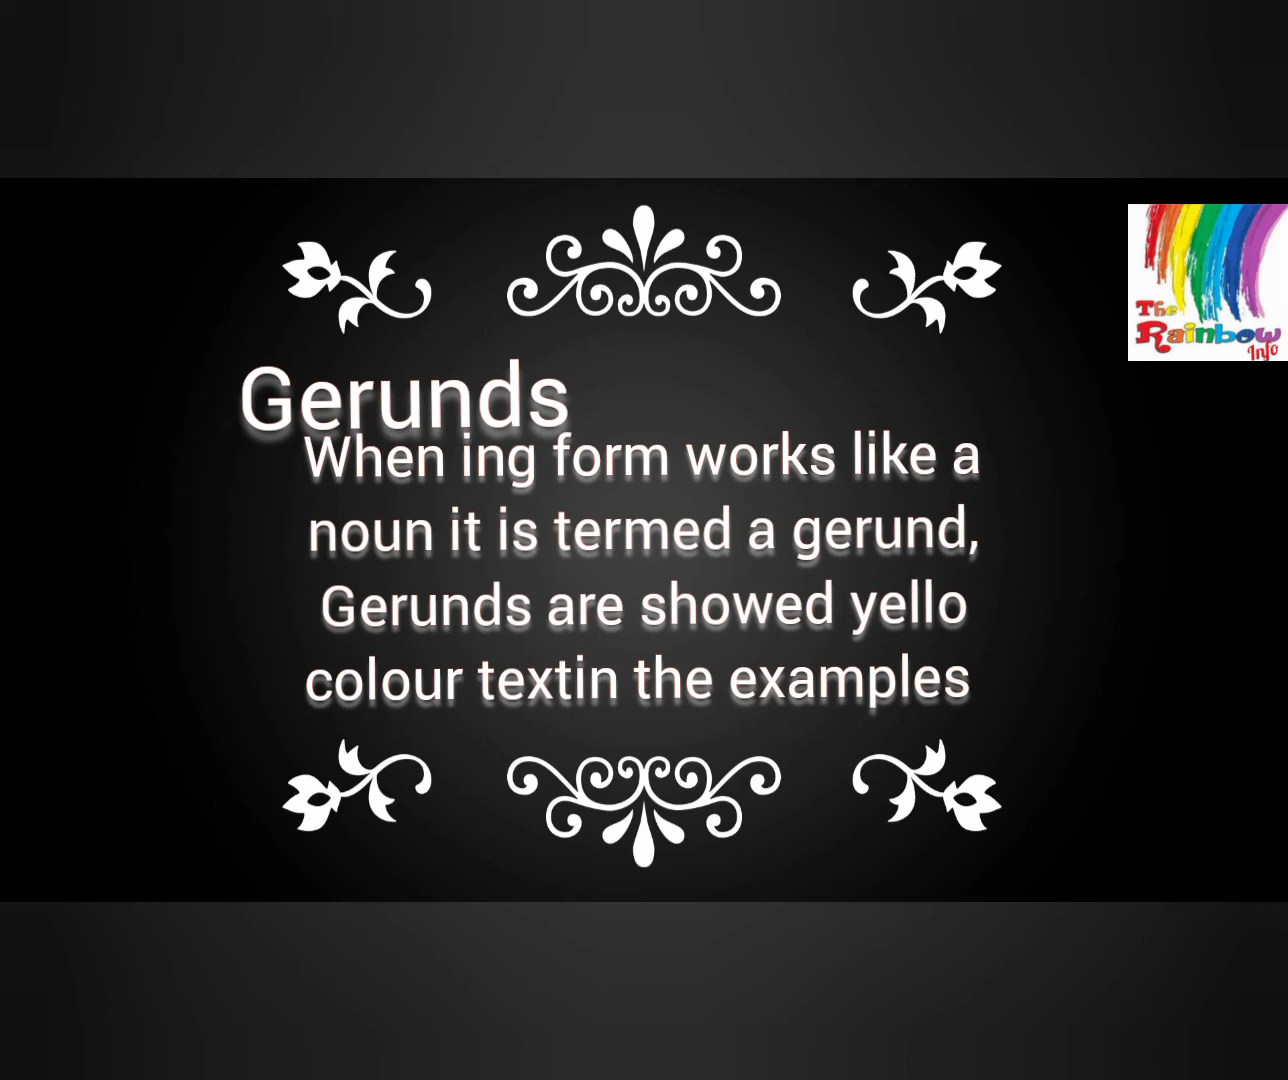 The
Rainbow
Info
Gerunds
When ing form works like a
noun it is termed a gerund,
Gerunds are showed yello
colour textin the examples